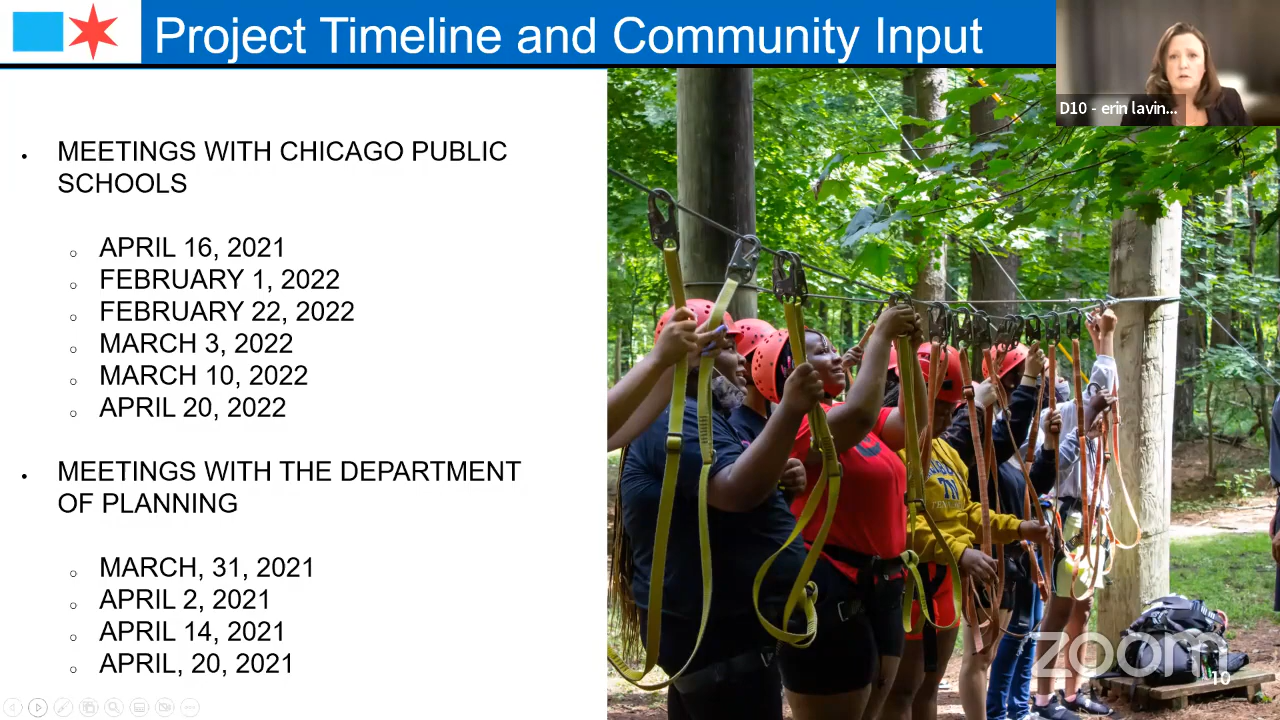 Project Timeline and Community Input
D10 - erin lavin...
MEETINGS WITH CHICAGO PUBLIC
SCHOOLS
APRIL 16, 2021
FEBRUARY 1, 2022
FEBRUARY 22, 2022
MARCH 3, 2022
MARCH 10, 2022
APRIL 20, 2022
MEETINGS WITH THE DEPARTMENT
OF PLANNING
MARCH, 31, 2021
APRIL 2, 2021
APRIL 14, 2021
APRIL, 20, 2021
zoom
10